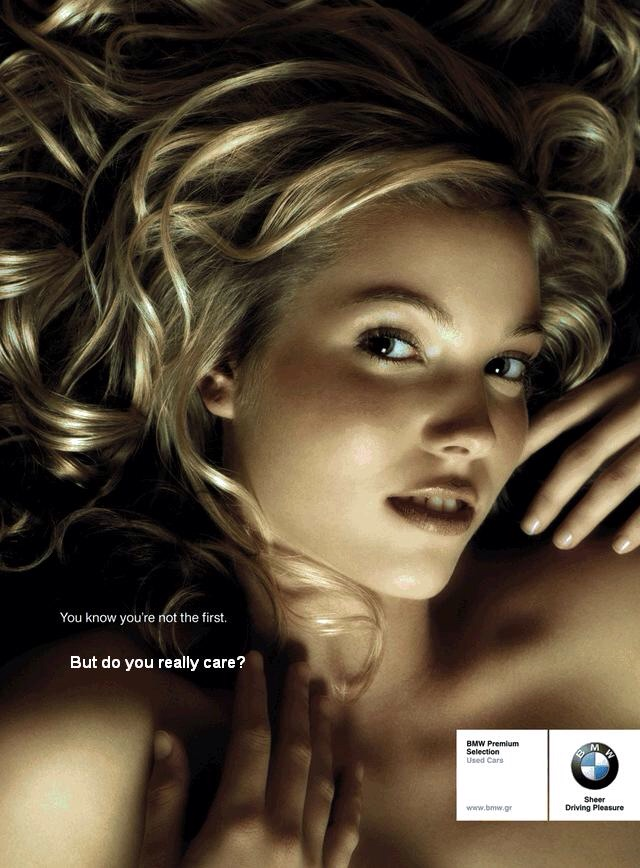 You know you're not the first.
But do you really care?
BMW Premium
Selection
Used Cars
www.bmw.gr
BMW
Sheer
Driving Pleasure